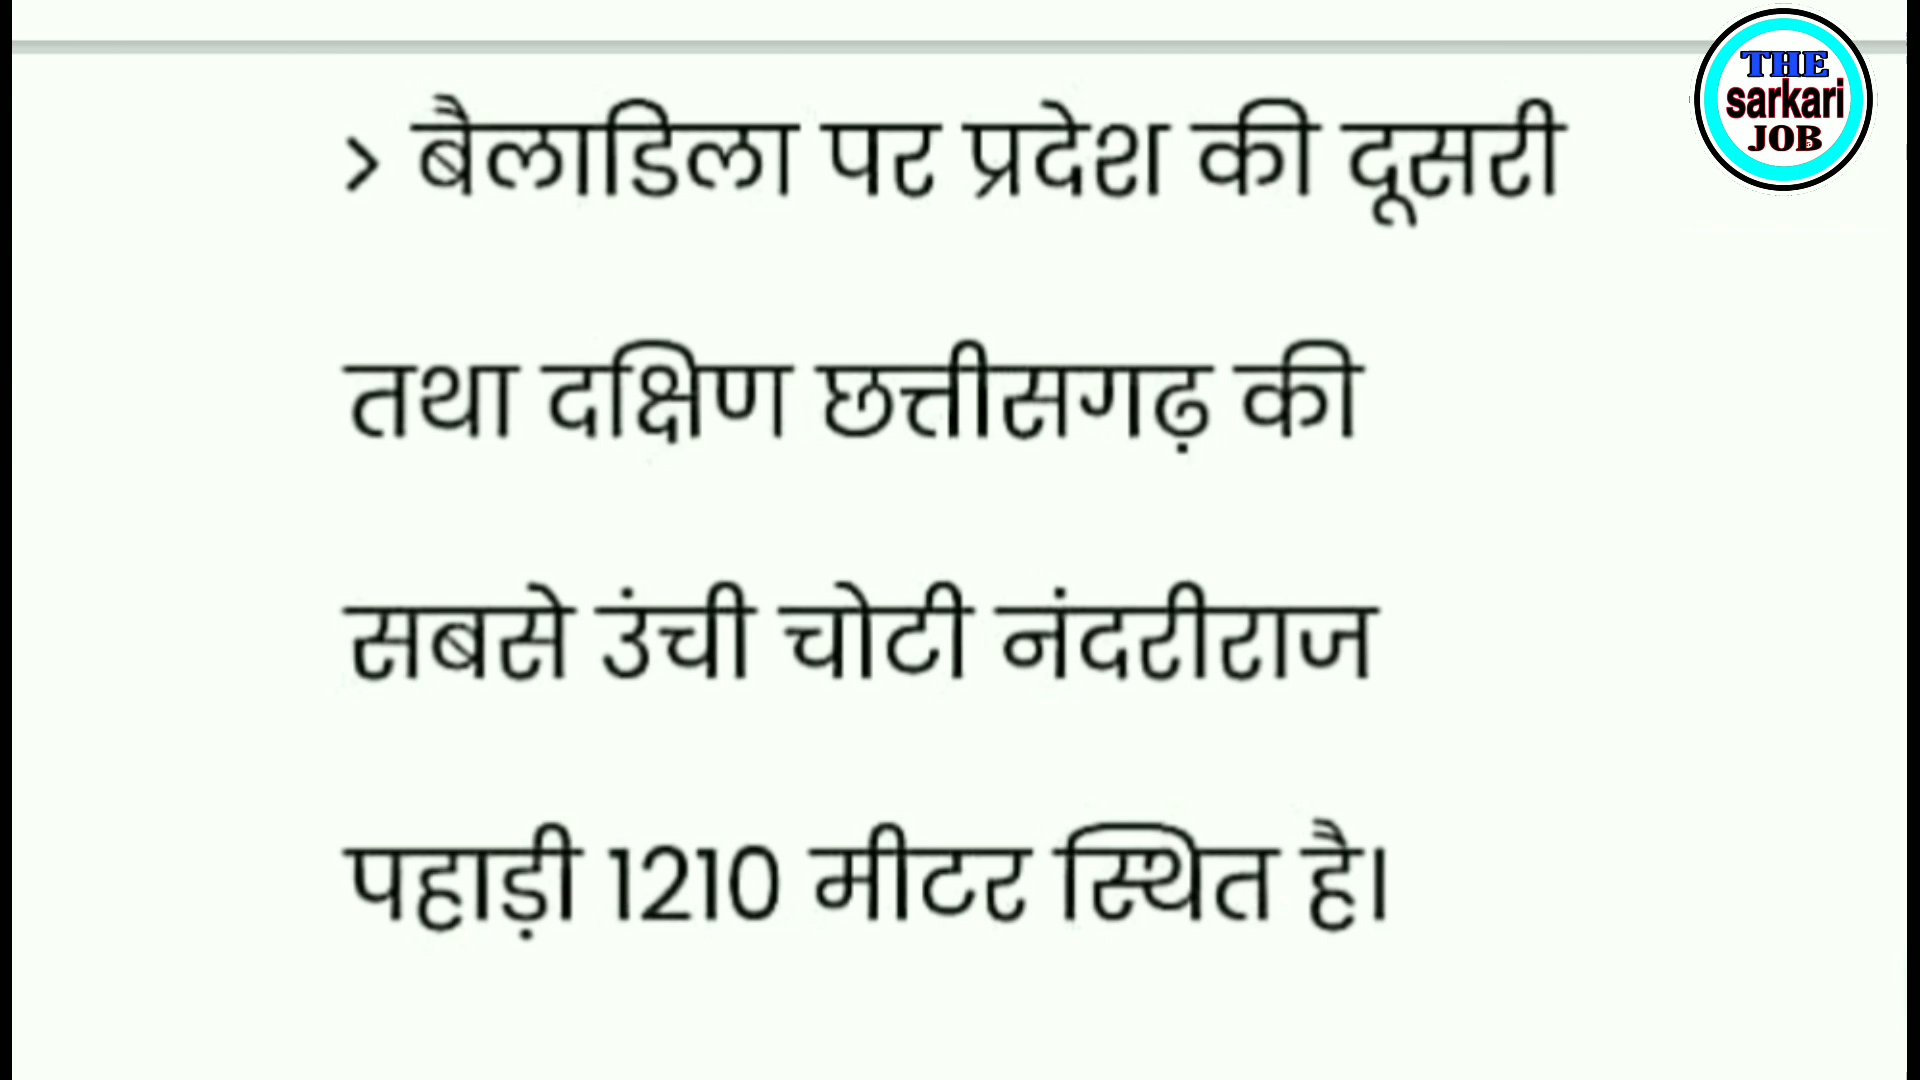 THE
sarkari
JOB
> बैलाडिला पर प्रदेश की दूसरी
तथा दक्षिण छत्तीसगढ़ की
सबसे उंची चोटी नंदरीराज
पहाड़ी 1210 मीटर स्थित है।